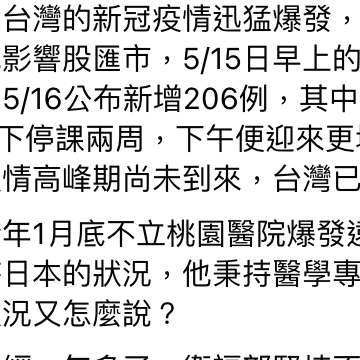 台灣的新冠疫情迅猛爆發，
影響股匯市，5/15日早上的
5/16公布新增206例，其中
下停課兩周，下午便迎來更
情高峰期尚未到來，台灣已
年1月底不立桃園醫院爆發
日本的狀況，他秉持醫學專
況又怎麼說？